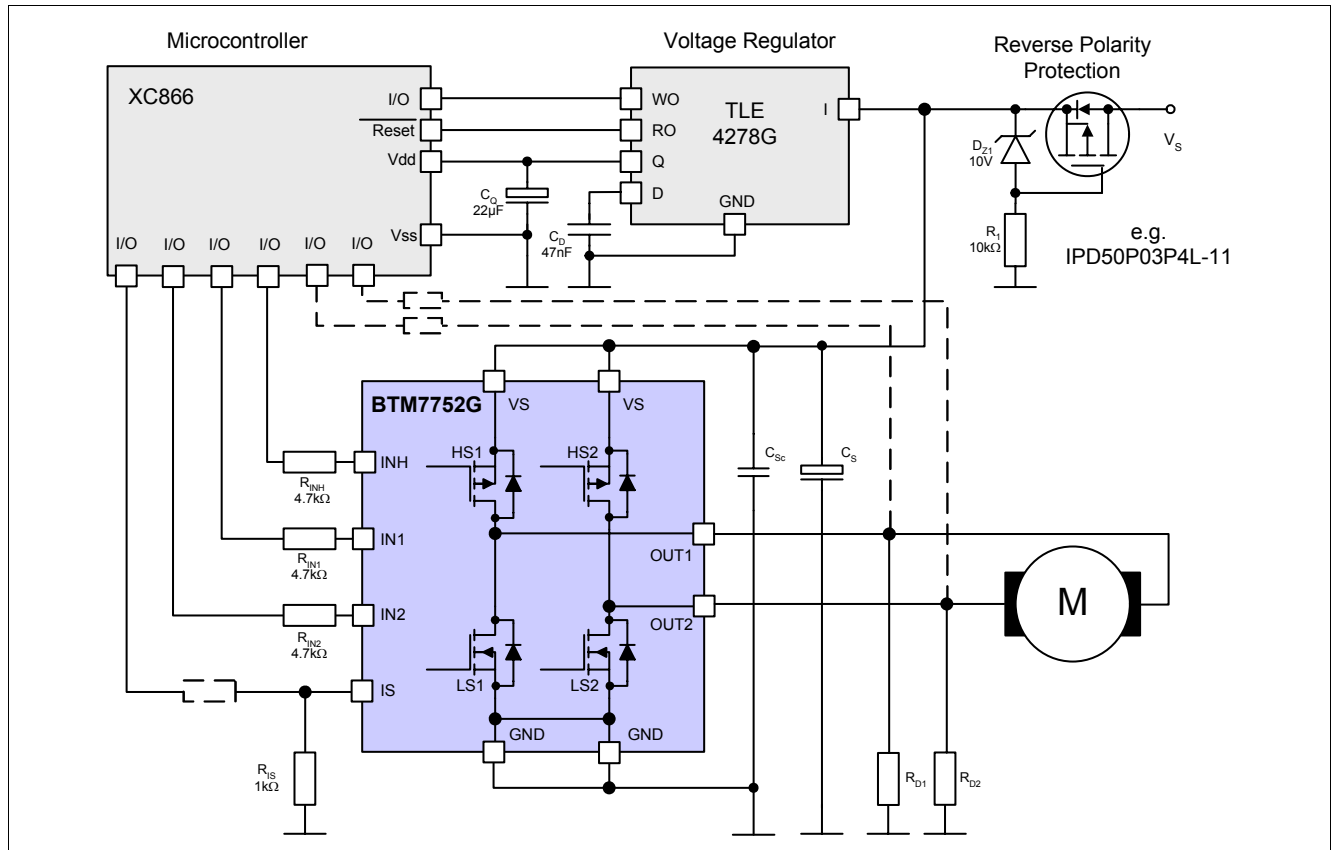 Microcontroller
Voltage Regulator
Reverse Polarity
Protection
XC866
I/O
Reset
Vdd
Vss
I/O
I/O
I/O
I/O
I/O
I/O
C_Q
22µF
C_D
47nF
WO
RO
Q
D
TLE
4278G
I
GND
D_Z1
10V
R_1
10kΩ
V_S
e.g.
IPD50P03P4L-11
BTM7752G
VS
VS
HS1
HS2
INH
IN1
IN2
IS
R_INH
4.7kΩ
R_IN1
4.7kΩ
R_IN2
4.7kΩ
R_IS
1kΩ
OUT1
OUT2
LS1
LS2
GND
GND
C_Sc
C_S
M
R_D1
R_D2